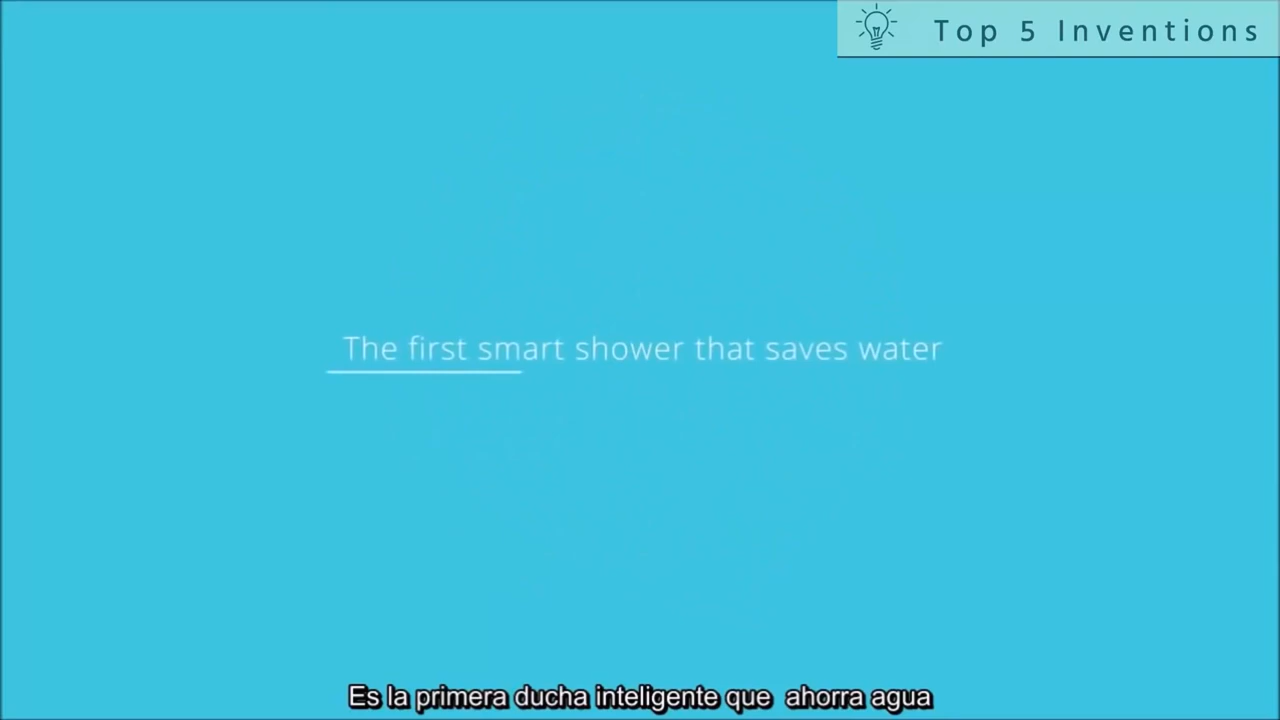 Top 5 Inventions
The first smart shower that saves water
Es la primera ducha inteligente que  ahorra agua